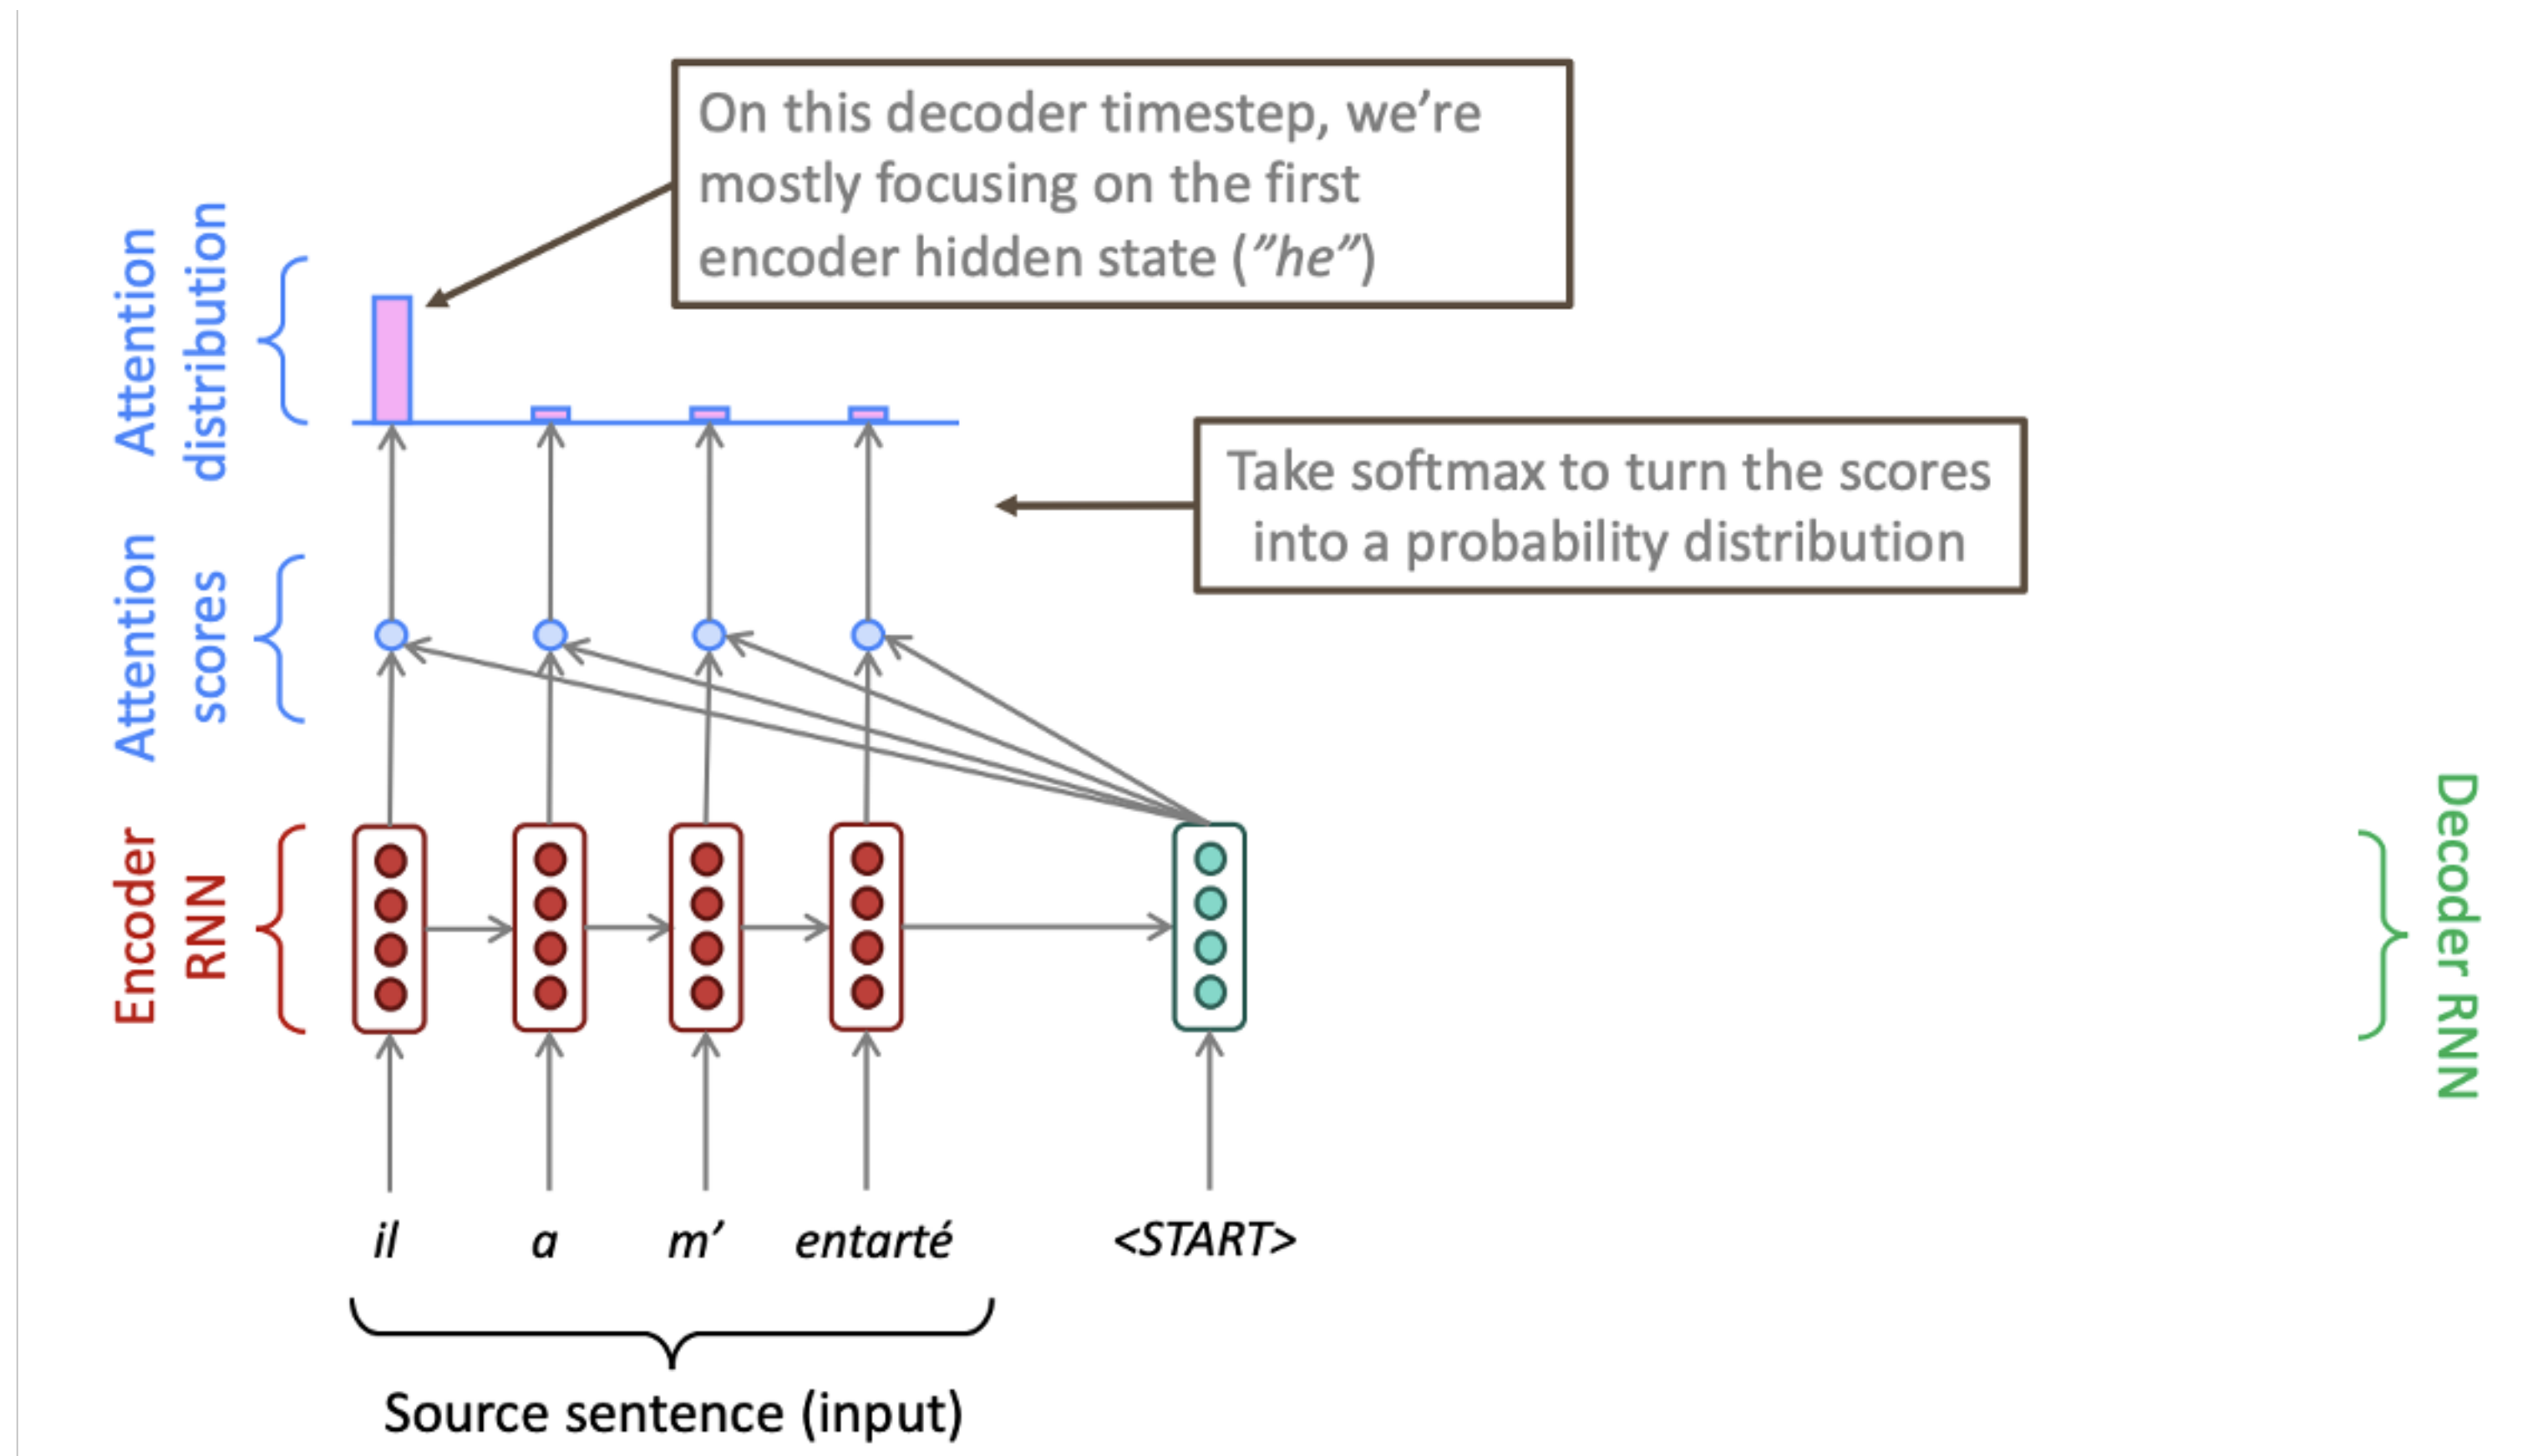 On this decoder timestep, we’re
mostly focusing on the first
encoder hidden state (”he”)
Attention
distribution
Take softmax to turn the scores
into a probability distribution
Attention
scores
Encoder
RNN
Decoder RNN
il a m’ entarté <START>
Source sentence (input)